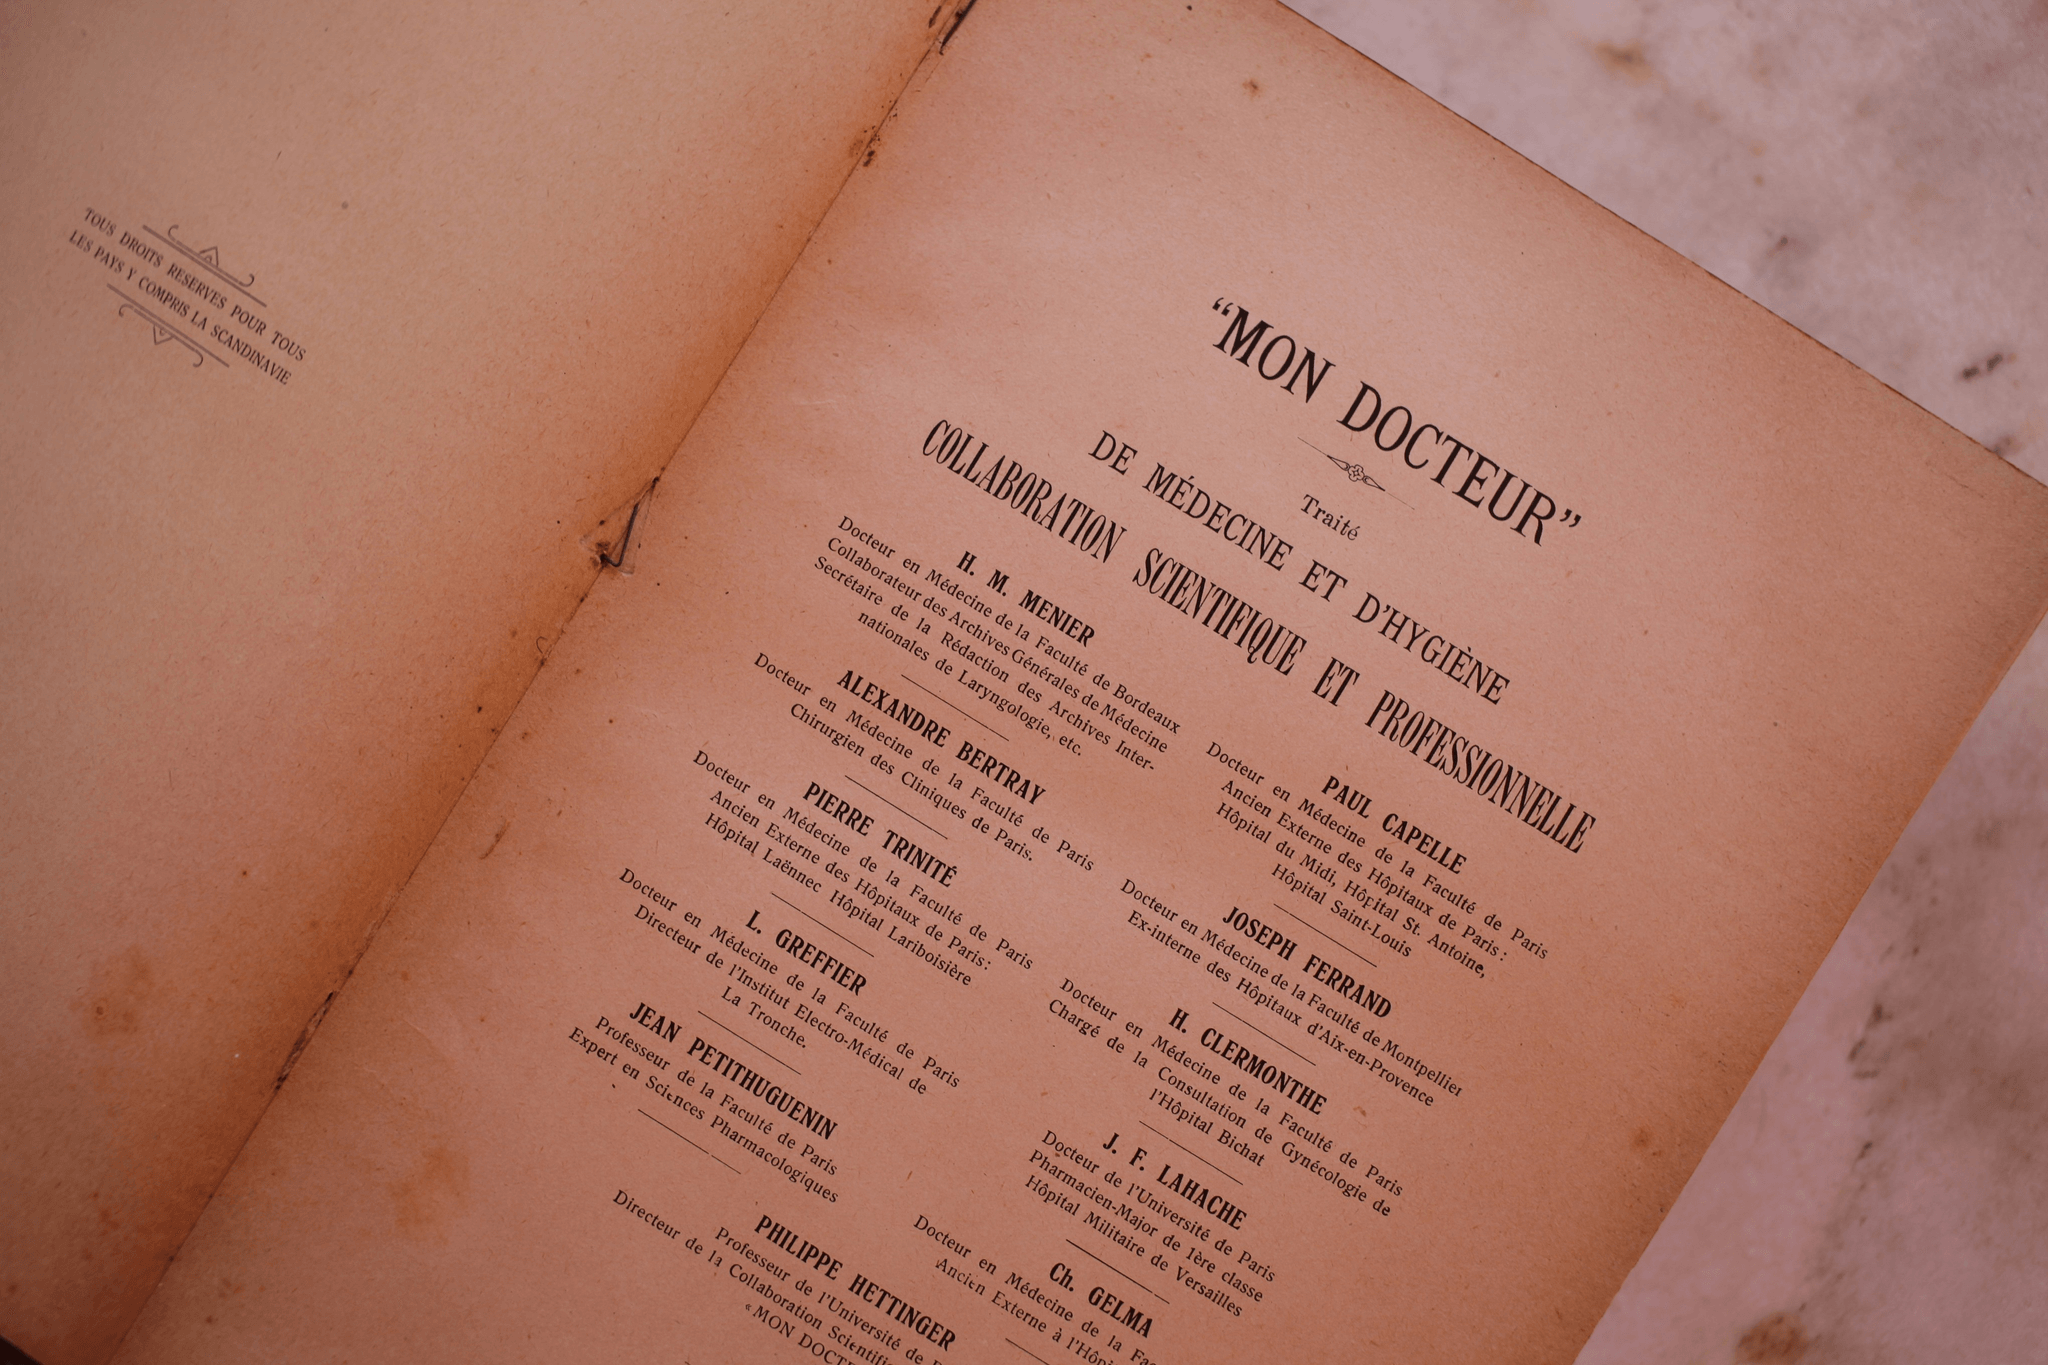 TOUS DROITS RESERVES POUR TOUS
LES PAYS Y COMPRIS LA SCANDINAVIE
“MON DOCTEUR”
Traité
DE MÉDECINE ET D’HYGIÈNE
COLLABORATION SCIENTIFIQUE ET PROFESSIONNELLE
H. M. MENIER
Docteur en Médecine de la Faculté de Bordeaux
Collaborateur des Archives Générales de Médecine
Secrétaire de la Rédaction des Archives Inter-
nationales de Laryngologie, etc.
ALEXANDRE BERTRAY
Docteur en Médecine de la Faculté de Paris
Chirurgien des Cliniques de Paris.
PIERRE TRINITÉ
Docteur en Médecine de la Faculté de Paris
Ancien Externe des Hôpitaux de Paris:
Hôpital Laënnec Hôpital Lariboisière
L. GREFFIER
Docteur en Médecine de la Faculté de Paris
Directeur de l’Institut Electro-Médical de
La Tronche.
JEAN PETITHUGUENIN
Professeur de la Faculté de Paris
Expert en Sciences Pharmacologiques
PAUL CAPELLE
Docteur en Médecine de la Faculté de Paris
Ancien Externe des Hôpitaux de Paris:
Hôpital du Midi, Hôpital St. Antoine,
Hôpital Saint-Louis
JOSEPH FERRAND
Docteur en Médecine de la Faculté de Montpellier
Ex-interne des Hôpitaux d’Aix-en-Provence
H. CLERMONTHE
Docteur en Médecine de la Faculté de Paris
Chargé de la Consultation de Gynécologie de
l’Hôpital Bichat
J. F. LAHACHE
Docteur de l’Université de Paris
Pharmacien-Major de 1ère classe
Hôpital Militaire de Versailles
Ch. GELMA
Docteur en Médecine de la Fac
Ancien Externe à l’Hôpi
PHILIPPE HETTINGER
Professeur de l’Université de
Directeur de la Collaboration Scientifi
«MON DOCTE